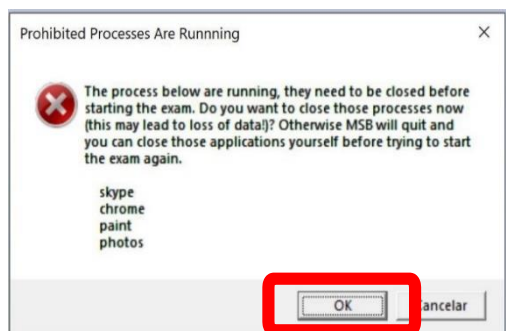 Prohibited Processes Are Runnning
The process below are running, they need to be closed before
starting the exam. Do you want to close those processes now
(this may lead to loss of data!)? Otherwise MSB will quit and
you can close those applications yourself before trying to start
the exam again.
skype
chrome
paint
photos
OK
ancelar